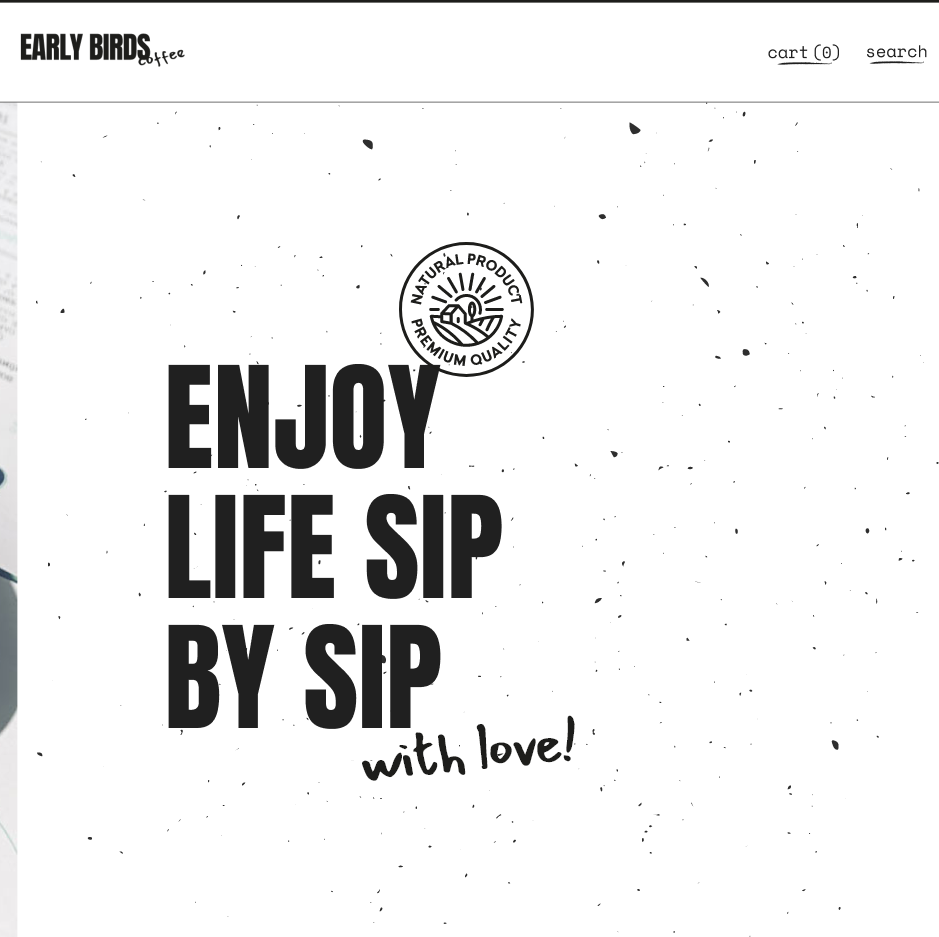 EARLY BIRDS
coffee
cart (0)
search
NATURAL PRODUCT
PREMIUM QUALITY
ENJOY
LIFE SIP
BY SIP
with love!